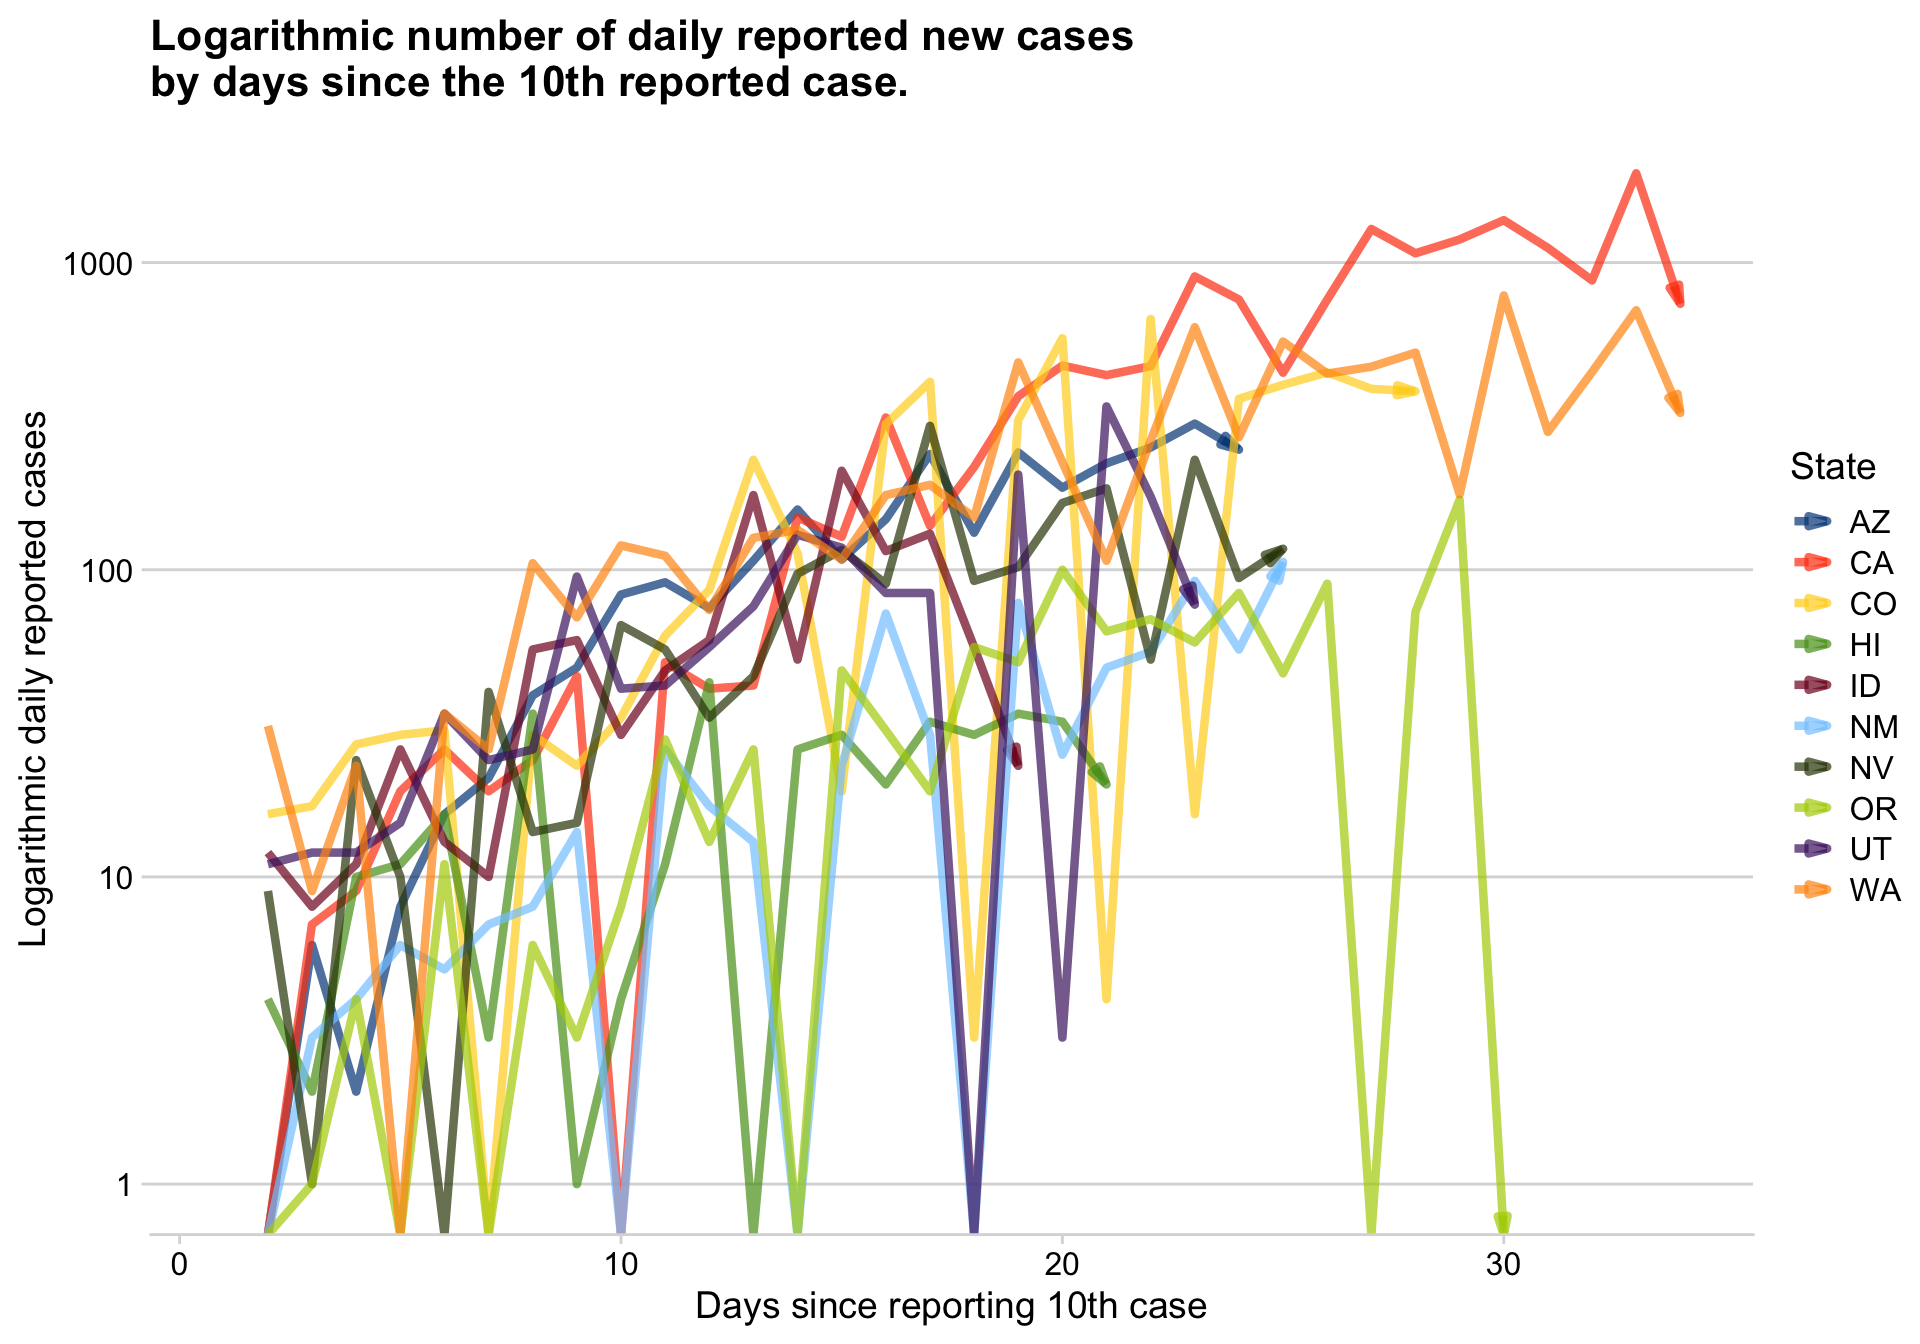 Logarithmic number of daily reported new cases
by days since the 10th reported case.
Logarithmic daily reported cases
1000
100
10
1
0
10
20
30
Days since reporting 10th case
State
AZ
CA
CO
HI
ID
NM
NV
OR
UT
WA